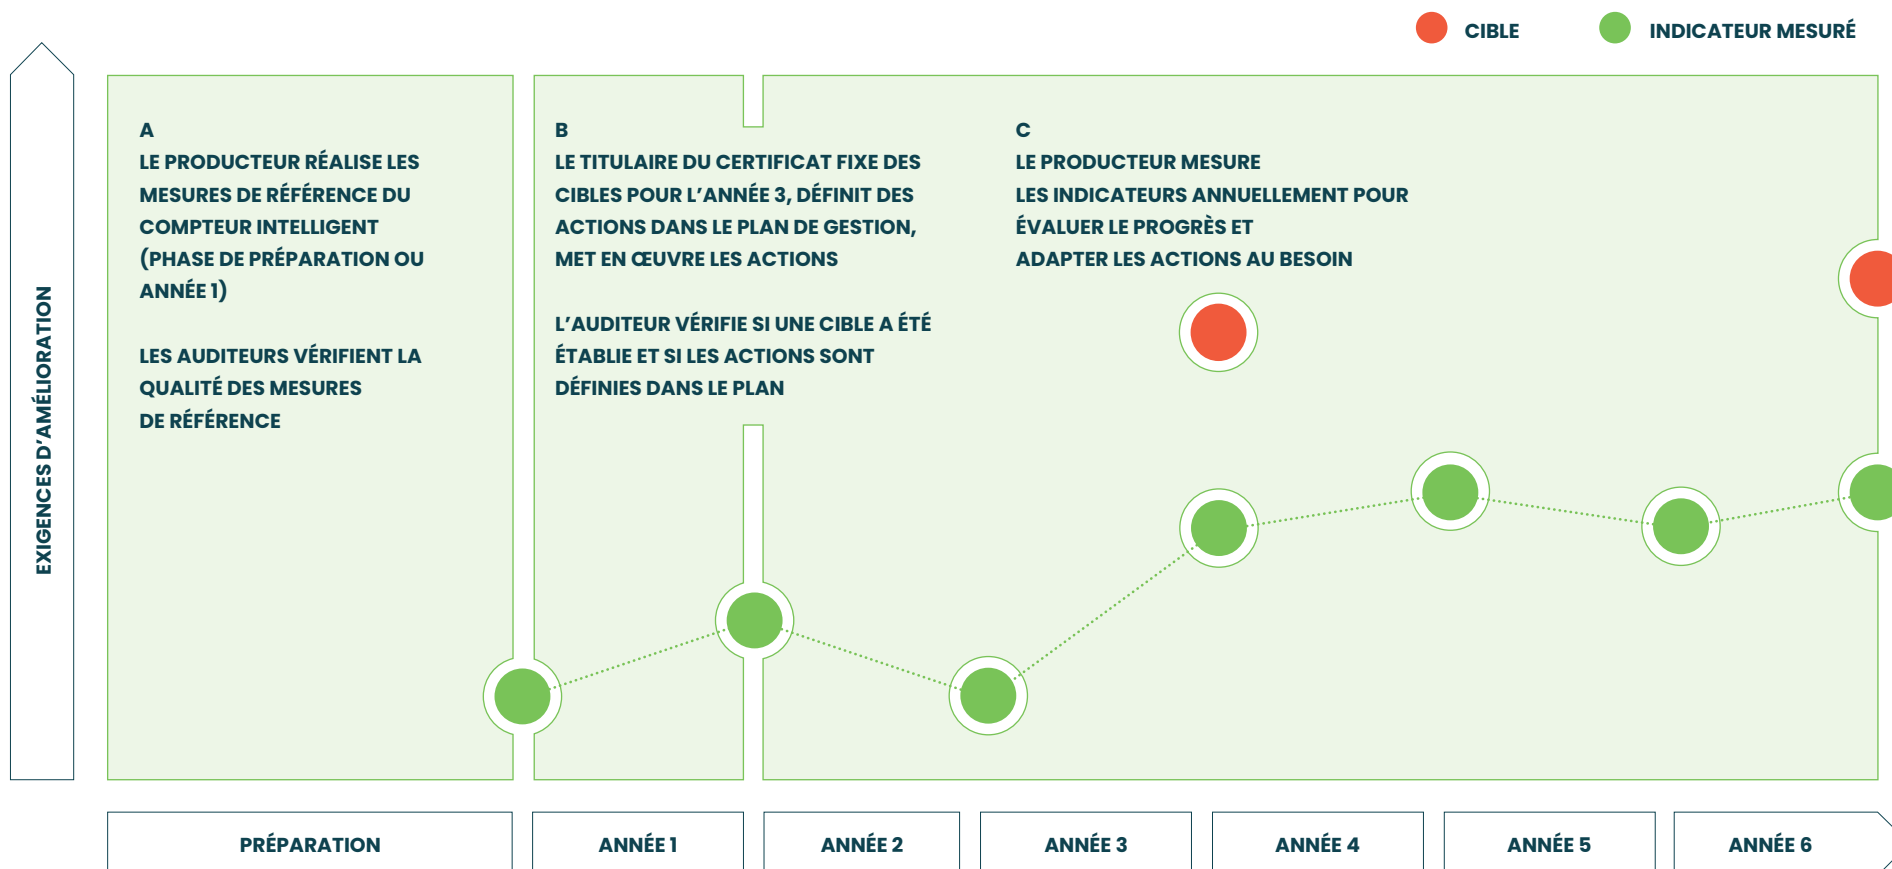 CIBLE
INDICATEUR MESURÉ
EXIGENCES D'AMÉLIORATION
A
LE PRODUCTEUR RÉALISE LES
MESURES DE RÉFÉRENCE DU
COMPTEUR INTELLIGENT
(PHASE DE PRÉPARATION OU
ANNÉE 1)
LES AUDITEURS VÉRIFIENT LA
QUALITÉ DES MESURES
DE RÉFÉRENCE
B
LE TITULAIRE DU CERTIFICAT FIXE DES
CIBLES POUR L'ANNÉE 3, DÉFINIT DES
ACTIONS DANS LE PLAN DE GESTION,
MET EN ŒUVRE LES ACTIONS
L'AUDITEUR VÉRIFIE SI UNE CIBLE A ÉTÉ
ÉTABLIE ET SI LES ACTIONS SONT
DÉFINIES DANS LE PLAN
C
LE PRODUCTEUR MESURE
LES INDICATEURS ANNUELLEMENT POUR
ÉVALUER LE PROGRÈS ET
ADAPTER LES ACTIONS AU BESOIN
PRÉPARATION
ANNÉE 1
ANNÉE 2
ANNÉE 3
ANNÉE 4
ANNÉE 5
ANNÉE 6